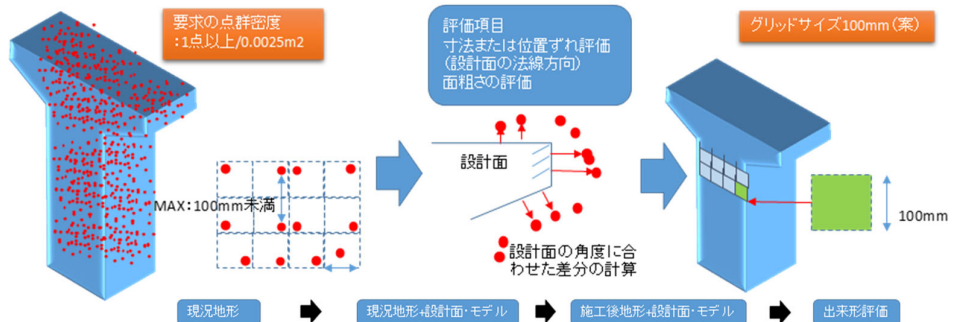 要求の点群密度
:1点以上/0.0025m2
評価項目
寸法または位置ずれ評価
(設計面の法線方向)
面粗さの評価
グリッドサイズ100mm(案)
設計面
MAX:100mm未満
100mm
設計面の角度に合
わせた差分の計算
現況地形
現況地形+設計面・モデル
施工後地形+設計面・モデル
出来形評価